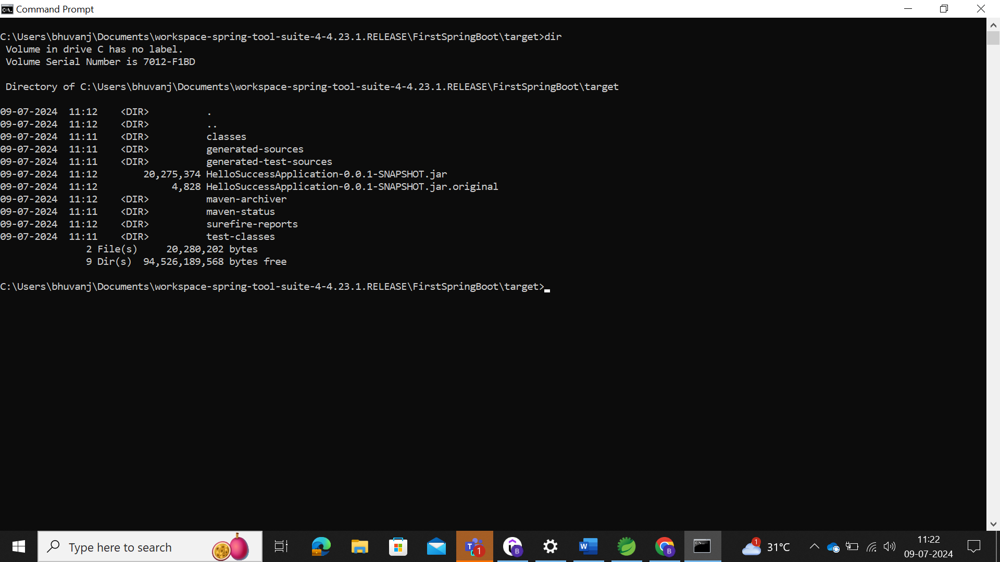 Command Prompt
C:\Users\bhuvanj\Documents\workspace-spring-tool-suite-4-4.23.1.RELEASE\FirstSpringBoot\target>dir
Volume in drive C has no label.
Volume Serial Number is 7012-F1BD
Directory of C:\Users\bhuvanj\Documents\workspace-spring-tool-suite-4-4.23.1.RELEASE\FirstSpringBoot\target
09-07-2024  11:12    <DIR>          .
09-07-2024  11:12    <DIR>          ..
09-07-2024  11:11    <DIR>          classes
09-07-2024  11:11    <DIR>          generated-sources
09-07-2024  11:11    <DIR>          generated-test-sources
09-07-2024  11:12        20,275,374 HelloSuccessApplication-0.0.1-SNAPSHOT.jar
09-07-2024  11:12             4,828 HelloSuccessApplication-0.0.1-SNAPSHOT.jar.original
09-07-2024  11:12    <DIR>          maven-archiver
09-07-2024  11:11    <DIR>          maven-status
09-07-2024  11:12    <DIR>          surefire-reports
09-07-2024  11:11    <DIR>          test-classes
2 File(s)     20,280,202 bytes
9 Dir(s)  94,526,189,568 bytes free
C:\Users\bhuvanj\Documents\workspace-spring-tool-suite-4-4.23.1.RELEASE\FirstSpringBoot\target>
Type here to search
T
1
B
W
B
C:\
1
31°C
11:22
09-07-2024